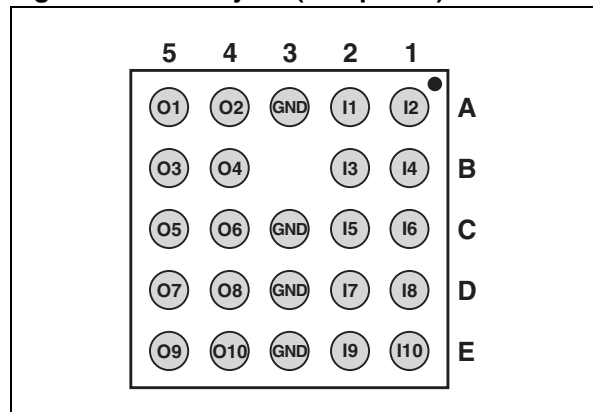 5 4 3 2 1
O1 O2 GND I1 I2 A
O3 O4 I3 I4 B
O5 O6 GND I5 I6 C
O7 O8 GND I7 I8 D
O9 O10 GND I9 I10 E